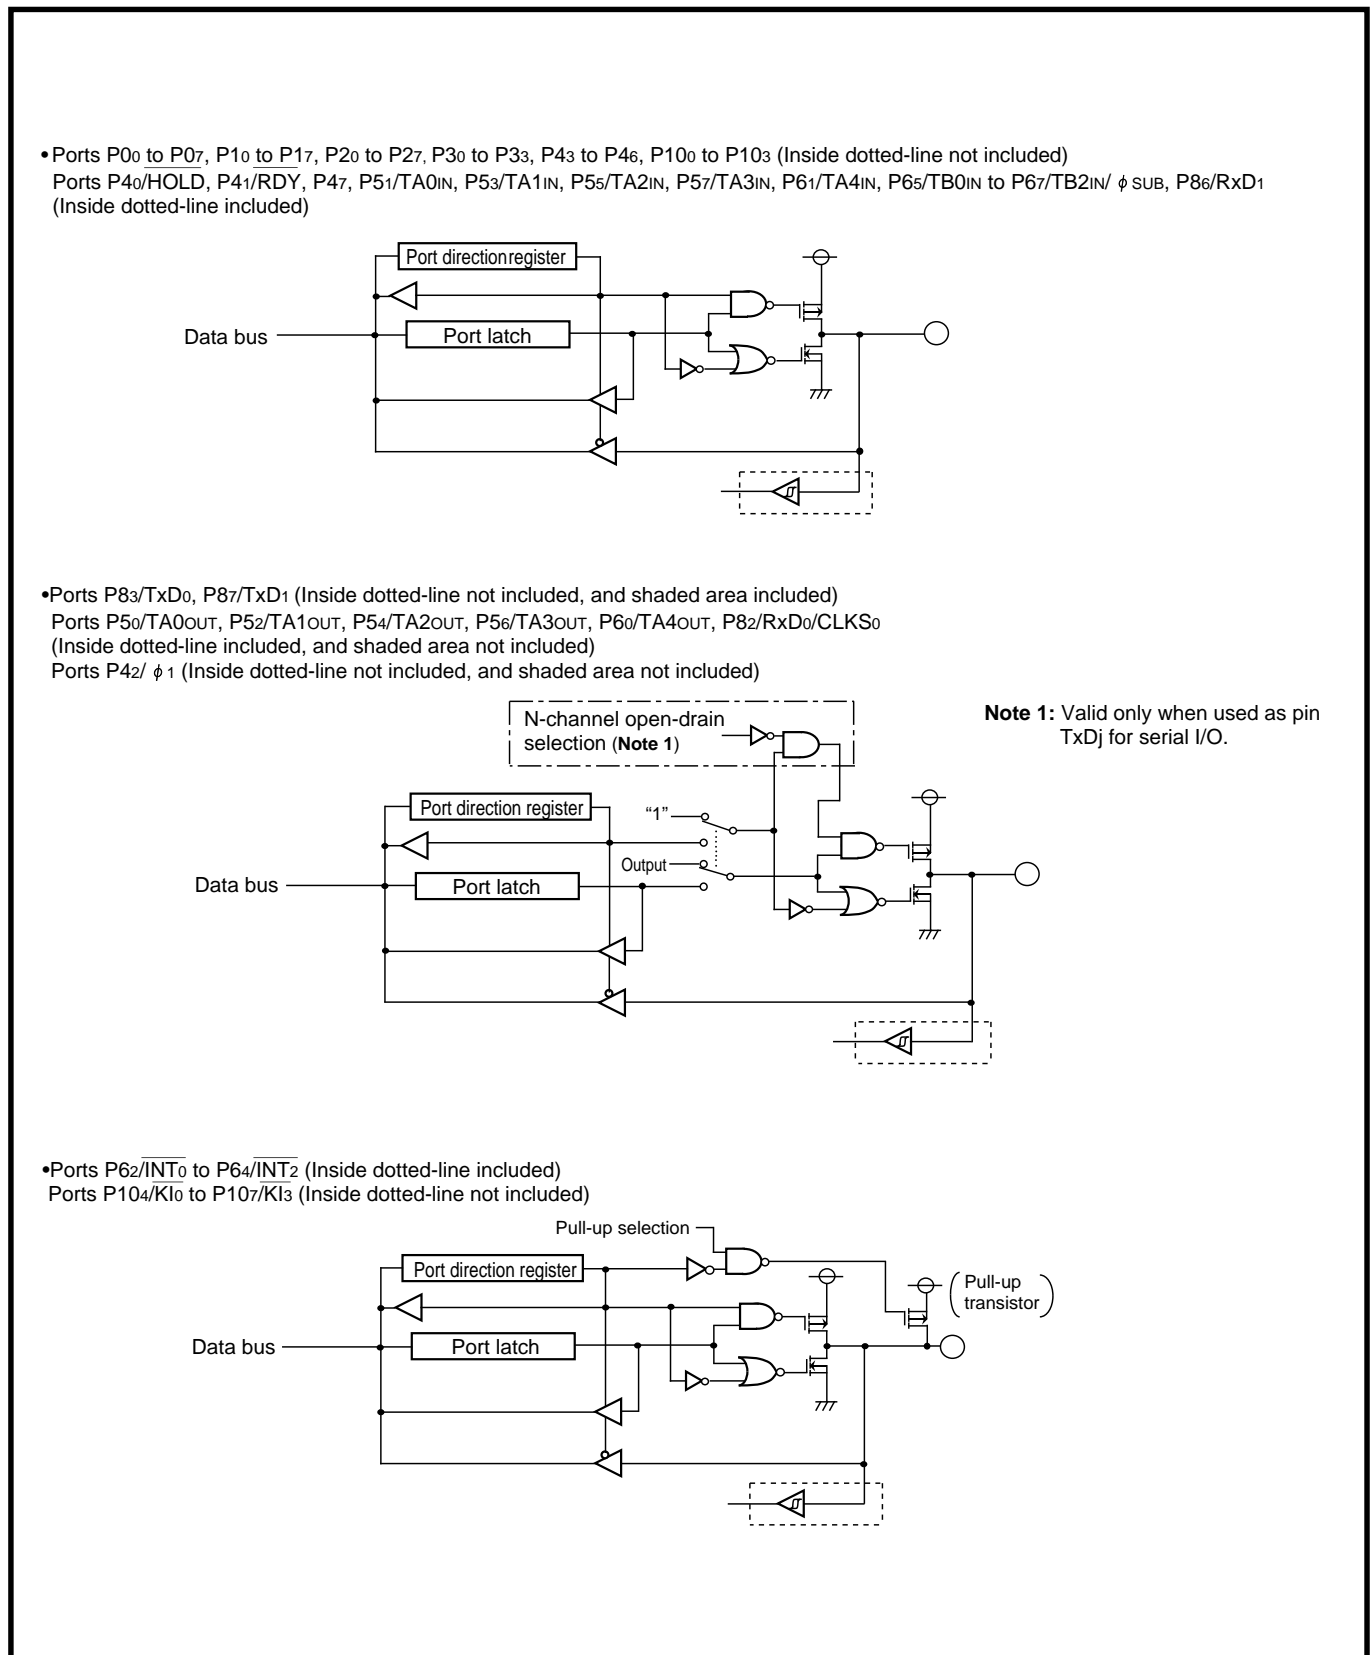 •Ports P00 to P07, P10 to P17, P20 to P27, P30 to P33, P43 to P46, P100 to P103 (Inside dotted-line not included)
Ports P40/HOLD, P41/RDY, P47, P51/TA0IN, P53/TA1IN, P55/TA2IN, P57/TA3IN, P61/TA4IN, P65/TB0IN to P67/TB2IN/ φ SUB, P86/RxD1
(Inside dotted-line included)
Port direction register
Data bus
Port latch
•Ports P83/TxD0, P87/TxD1 (Inside dotted-line not included, and shaded area included)
Ports P50/TA0OUT, P52/TA1OUT, P54/TA2OUT, P56/TA3OUT, P60/TA4OUT, P82/RxD0/CLKS0
(Inside dotted-line included, and shaded area not included)
Ports P42/ φ 1 (Inside dotted-line not included, and shaded area not included)
N-channel open-drain
selection (Note 1)
Note 1: Valid only when used as pin
TxDj for serial I/O.
Port direction register
“1”
Output
Data bus
Port latch
•Ports P62/INT0 to P64/INT2 (Inside dotted-line included)
Ports P104/KI0 to P107/KI3 (Inside dotted-line not included)
Pull-up selection
Port direction register
Pull-up
transistor
Data bus
Port latch